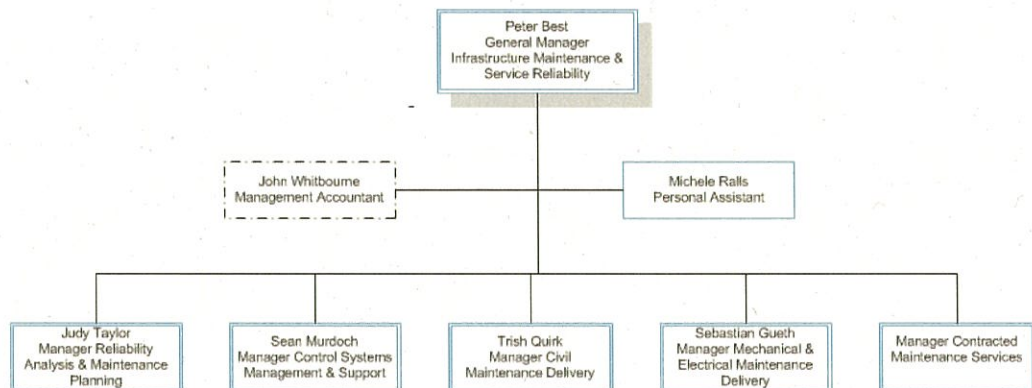 Peter Best
General Manager
Infrastructure Maintenance &
Service Reliability
John Whitbourne
Management Accountant
Michele Ralls
Personal Assistant
Judy Taylor
Manager Reliability
Analysis & Maintenance
Planning
Sean Murdoch
Manager Control Systems
Management & Support
Trish Quirk
Manager Civil
Maintenance Delivery
Sebastian Gueth
Manager Mechanical &
Electrical Maintenance
Delivery
Manager Contracted
Maintenance Services